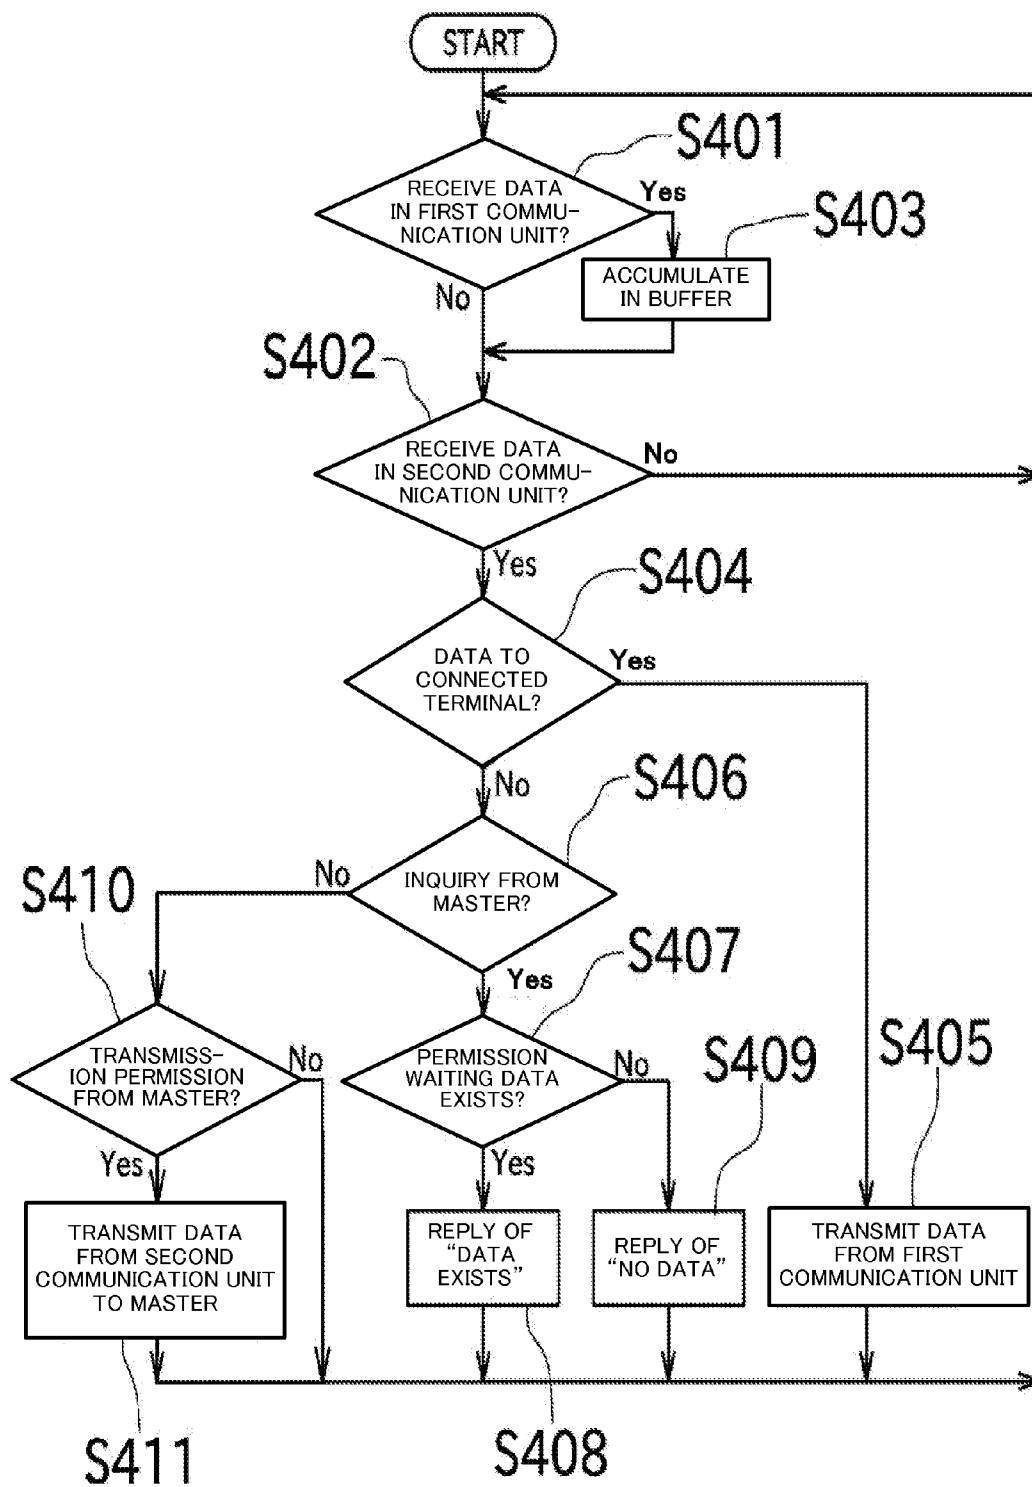 START
S401
RECEIVE DATA
IN FIRST COMMU-
NICATION UNIT?
Yes
S403
ACCUMULATE
IN BUFFER
No
S402
RECEIVE DATA
IN SECOND COMMU-
NICATION UNIT?
No
Yes
S404
DATA TO
CONNECTED
TERMINAL?
Yes
No
S406
INQUIRY FROM
MASTER?
No
S410
Yes
S407
TRANSMISS-
ION PERMISSION
FROM MASTER?
No
PERMISSION
WAITING DATA
EXISTS?
No
S409
S405
Yes
Yes
TRANSMIT DATA
FROM SECOND
COMMUNICATION UNIT
TO MASTER
REPLY OF
“DATA
EXISTS”
REPLY OF
“NO DATA”
TRANSMIT DATA
FROM FIRST
COMMUNICATION UNIT
S411
S408